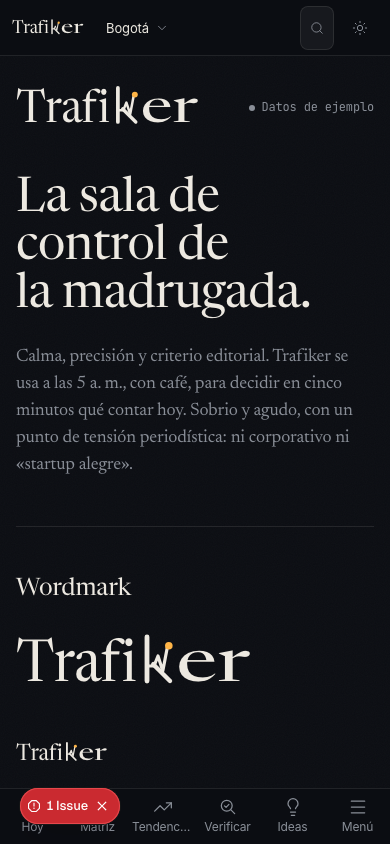 Trafiker Bogotá
Trafiker Datos de ejemplo
La sala de
control de
la madrugada.
Calma, precisión y criterio editorial. Trafiker se
usa a las 5 a. m., con café, para decidir en cinco
minutos qué contar hoy. Sobrio y agudo, con un
punto de tensión periodística: ni corporativo ni
«startup alegre».
Wordmark
Trafiker
Trafiker
1 Issue
Hoy Matriz Tendenc... Verificar Ideas Menú